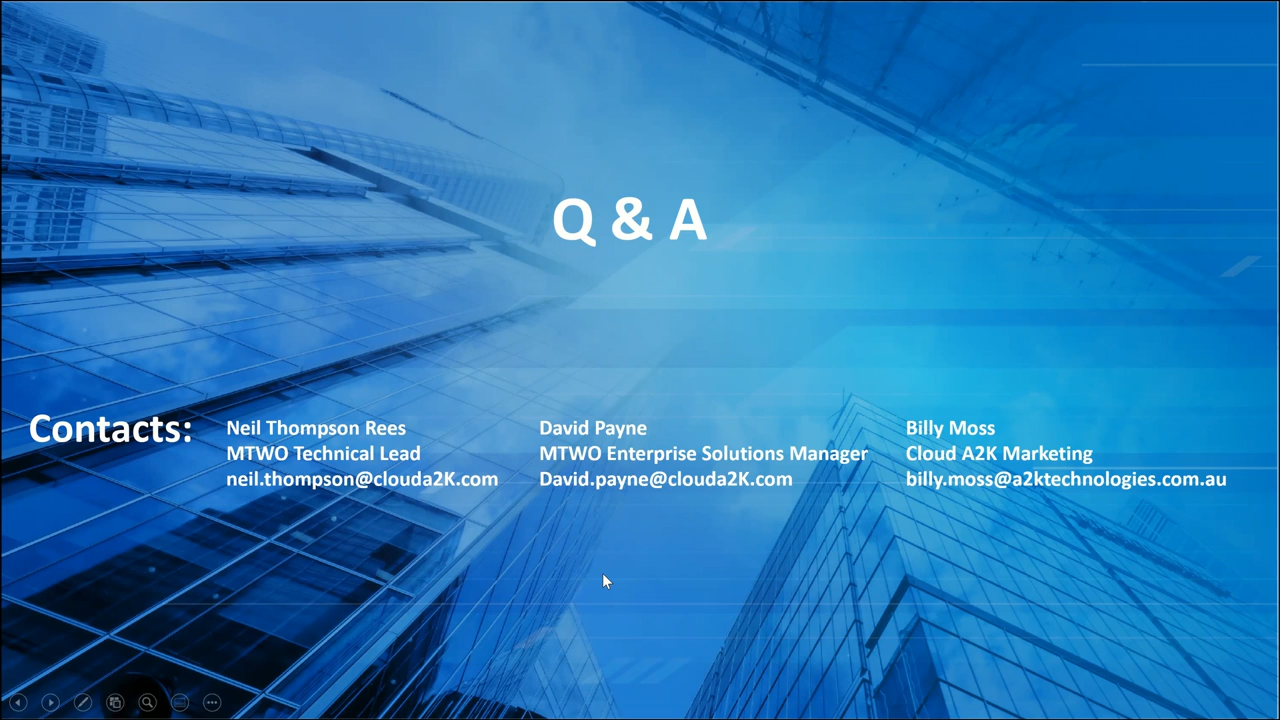 Q & A
Contacts:
Neil Thompson Rees
MTWO Technical Lead
neil.thompson@clouda2K.com
David Payne
MTWO Enterprise Solutions Manager
David.payne@clouda2K.com
Billy Moss
Cloud A2K Marketing
billy.moss@a2ktechnologies.com.au